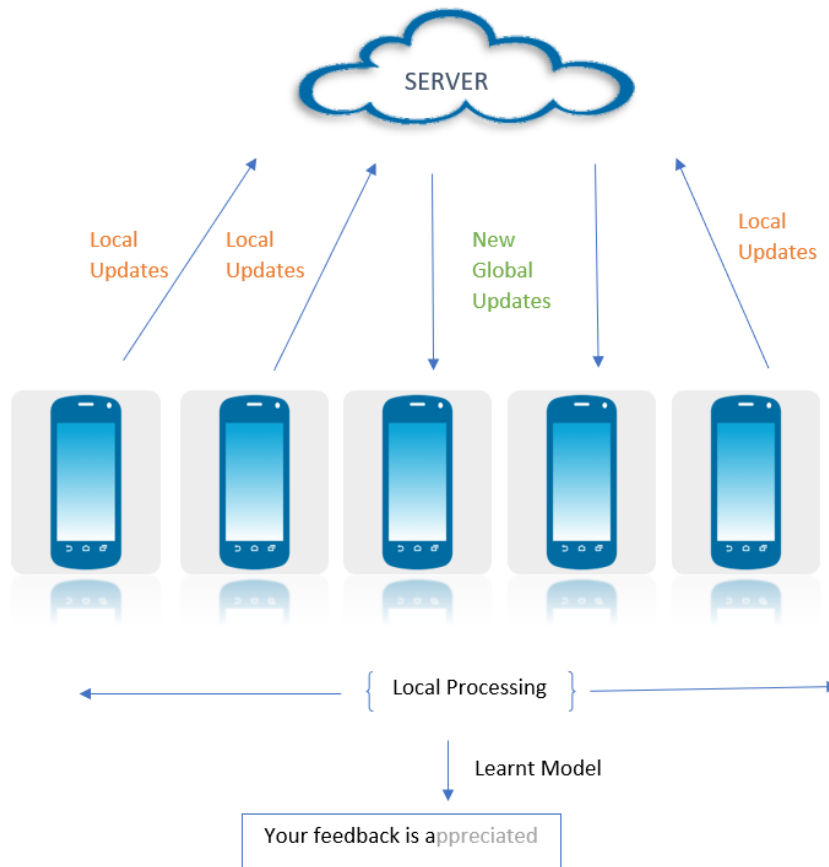 SERVER
Local
Updates
Local
Updates
New
Global
Updates
Local
Updates
Local Processing
Learnt Model
Your feedback is appreciated